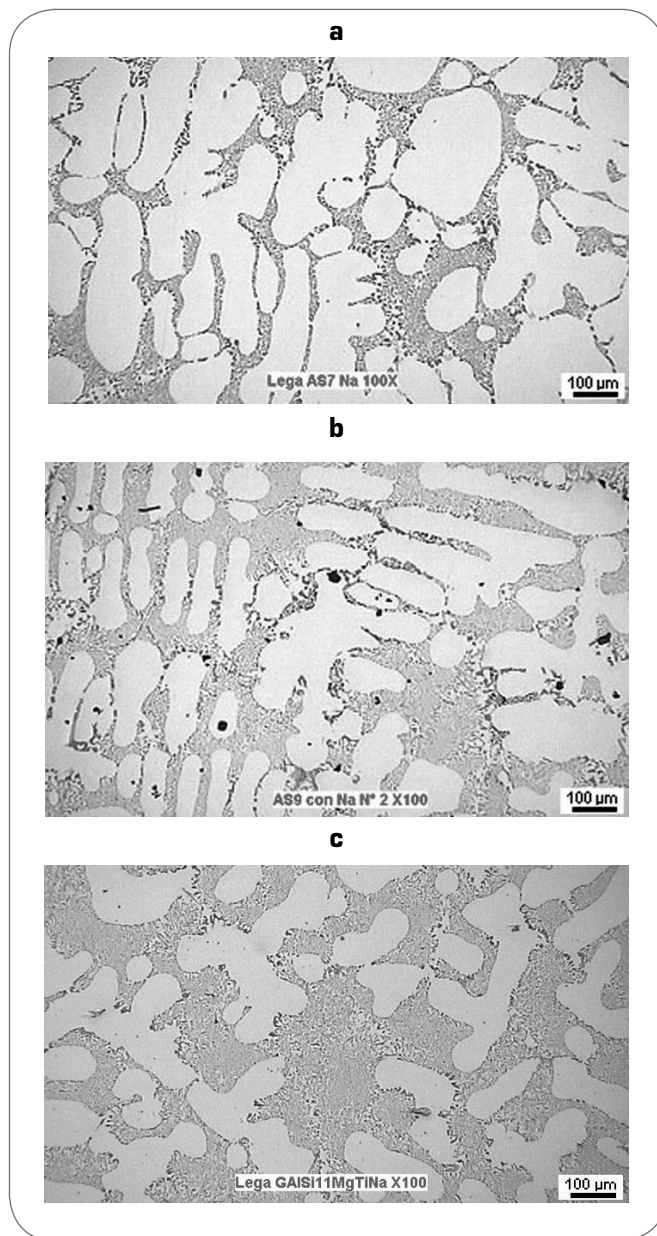 a
Lega AS7 Na 100X
100 µm
b
AS9 con Na N° 2 X100
100 µm
c
Lega GAlSi11MgTiNa X100
100 µm